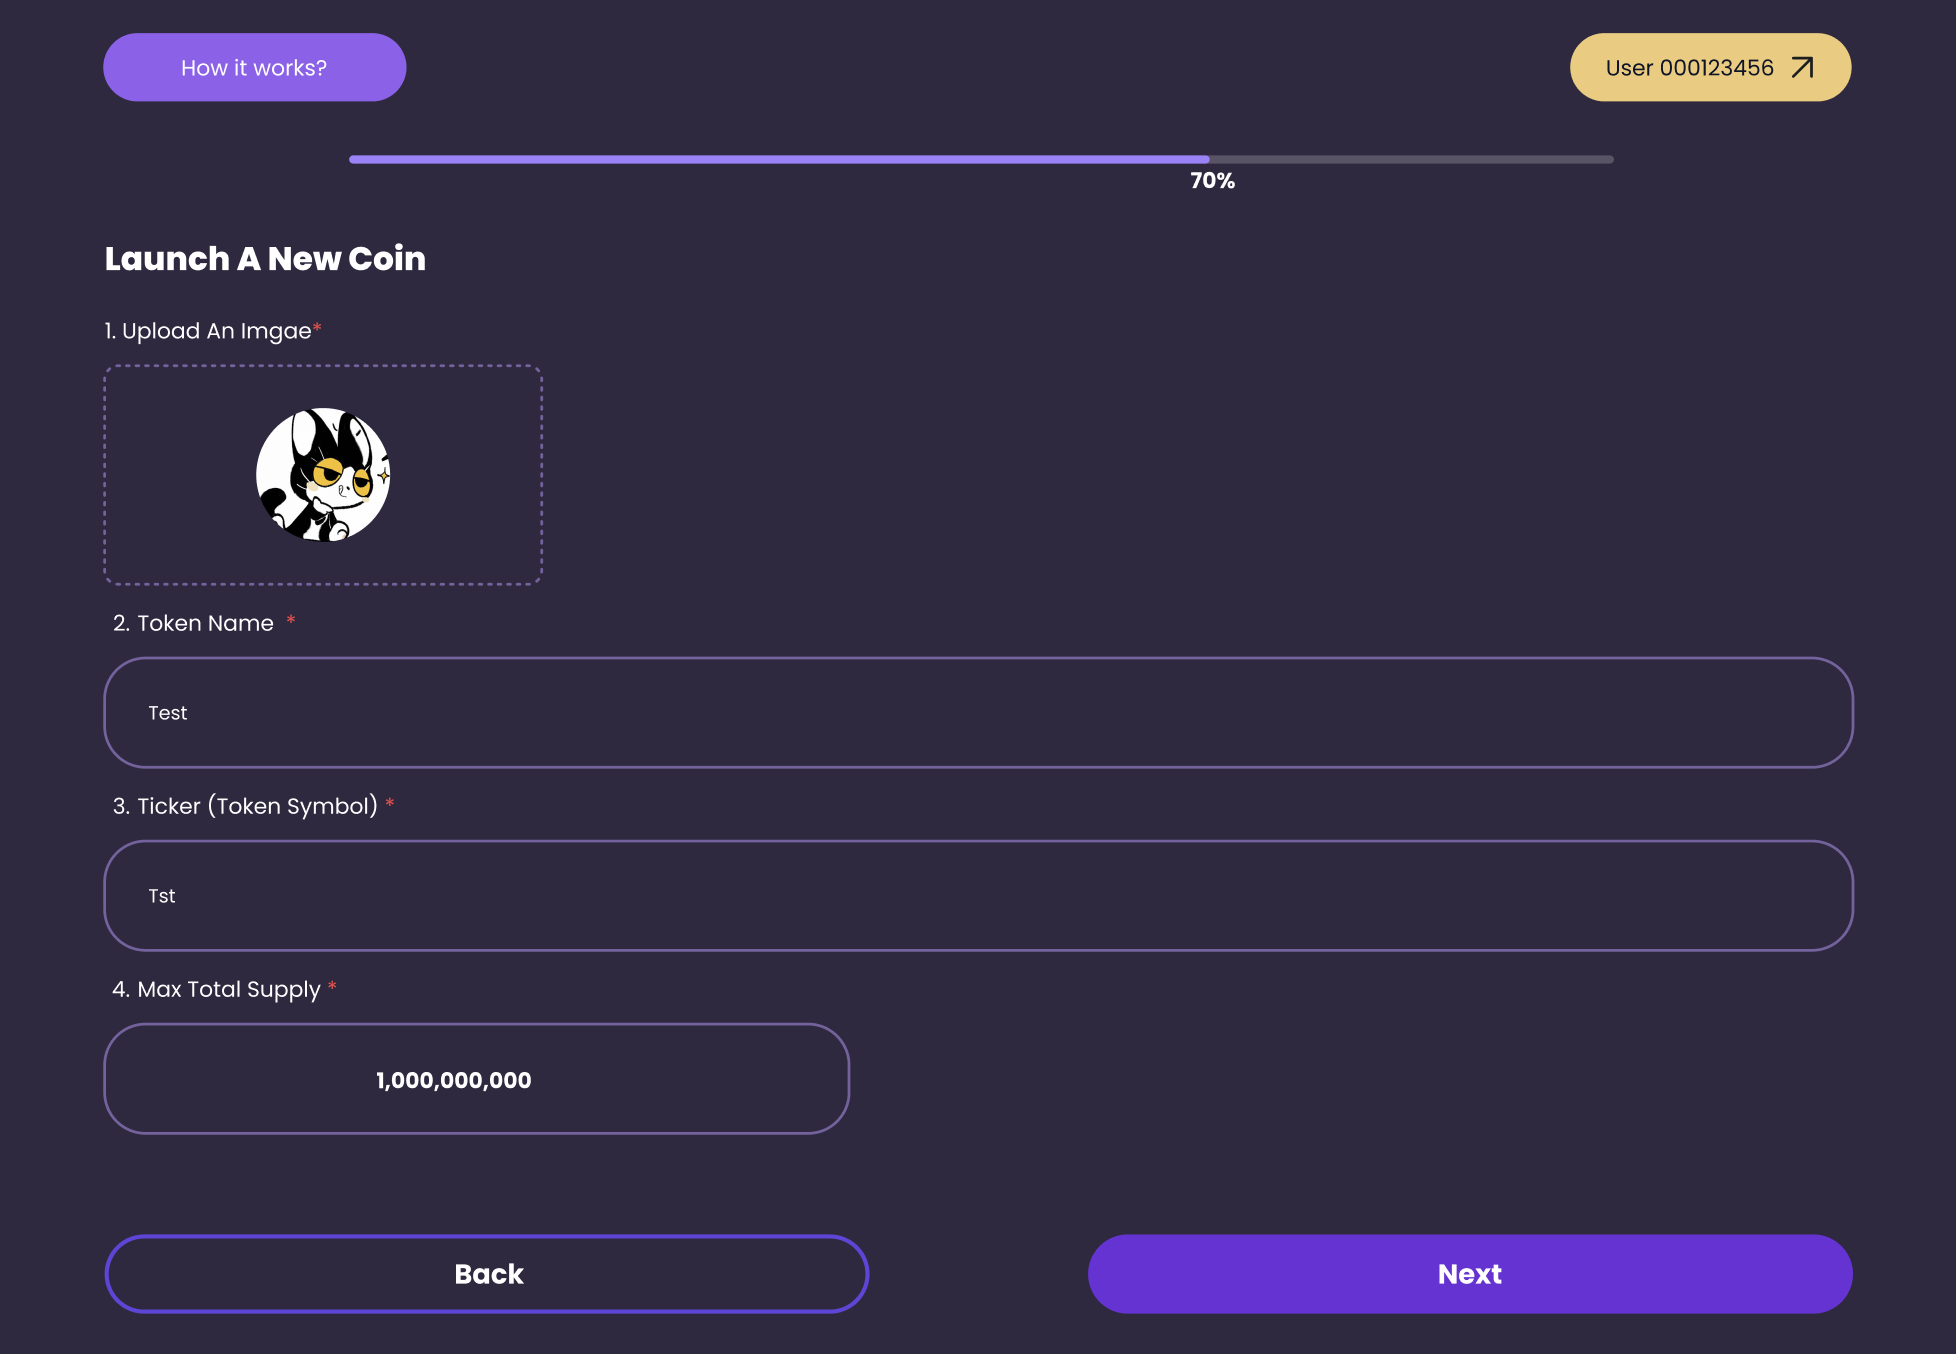 How it works?
User 000123456
70%
Launch A New Coin
1. Upload An Imgae*
2. Token Name *
Test
3. Ticker (Token Symbol) *
Tst
4. Max Total Supply *
1,000,000,000
Back
Next